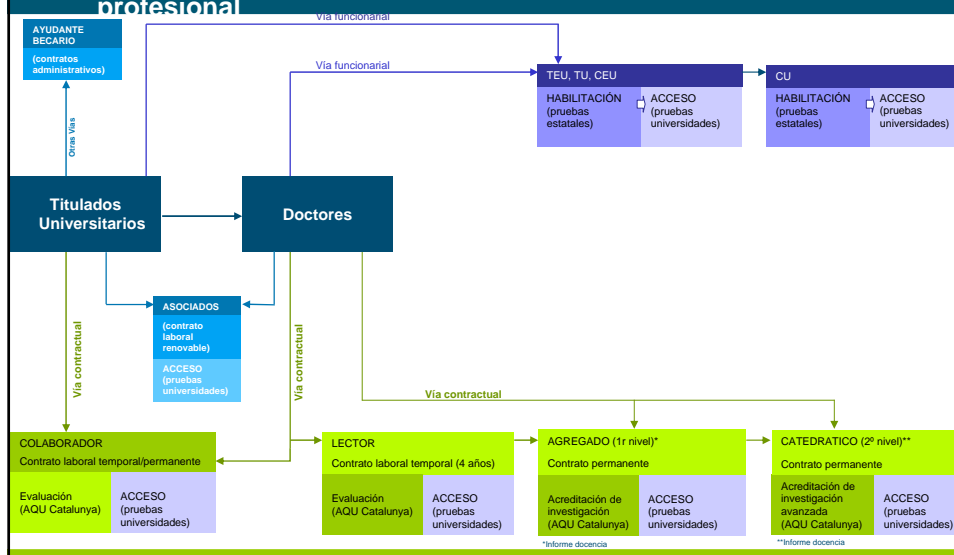 profesional
Vía funcionarial
AYUDANTE
BECARIO
(contratos
administrativos)
Vía funcionarial
TEU, TU, CEU
HABILITACIÓN
(pruebas
estatales)
ACCESO
(pruebas
universidades)
CU
HABILITACIÓN
(pruebas
estatales)
ACCESO
(pruebas
universidades)
Otras Vías
Titulados
Universitarios
Doctores
ASOCIADOS
(contrato
laboral
renovable)
ACCESO
(pruebas
universidades)
Vía contractual
Vía contractual
Vía contractual
COLABORADOR
Contrato laboral temporal/permanente
Evaluación
(AQU Catalunya)
ACCESO
(pruebas
universidades)
LECTOR
Contrato laboral temporal (4 años)
Evaluación
(AQU Catalunya)
ACCESO
(pruebas
universidades)
AGREGADO (1r nivel)*
Contrato permanente
Acreditación de
investigación
(AQU Catalunya)
ACCESO
(pruebas
universidades)
*Informe docencia
CATEDRATICO (2º nivel)**
Contrato permanente
Acreditación de
investigación
avanzada
(AQU Catalunya)
ACCESO
(pruebas
universidades)
**Informe docencia